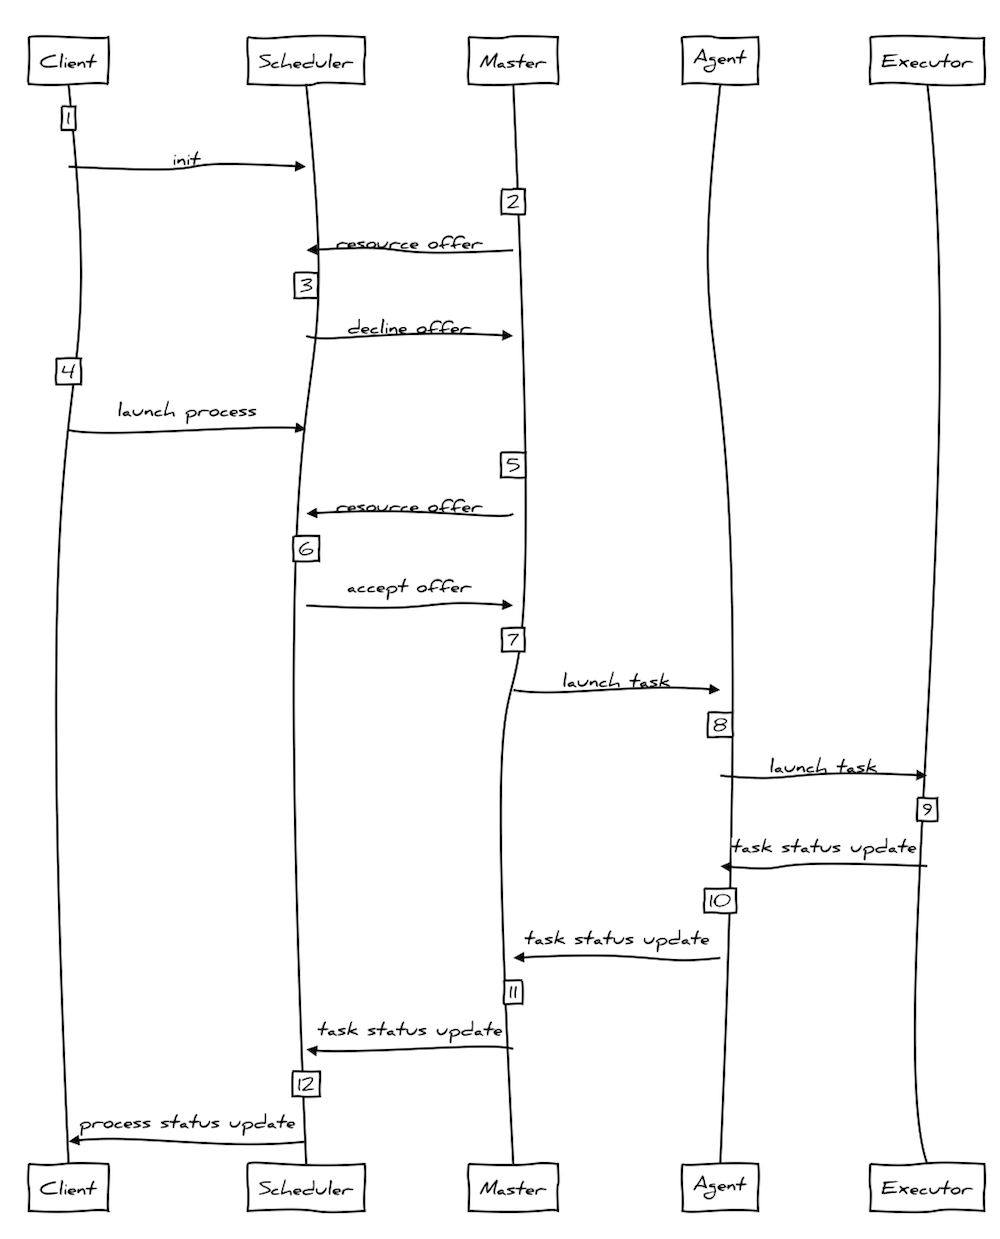 Client Scheduler Master Agent Executor
1
init
2
resource offer
3
decline offer
4
launch process
5
resource offer
6
accept offer
7
launch task
8
launch task
9
task status update
10
task status update
11
task status update
12
process status update
Client Scheduler Master Agent Executor